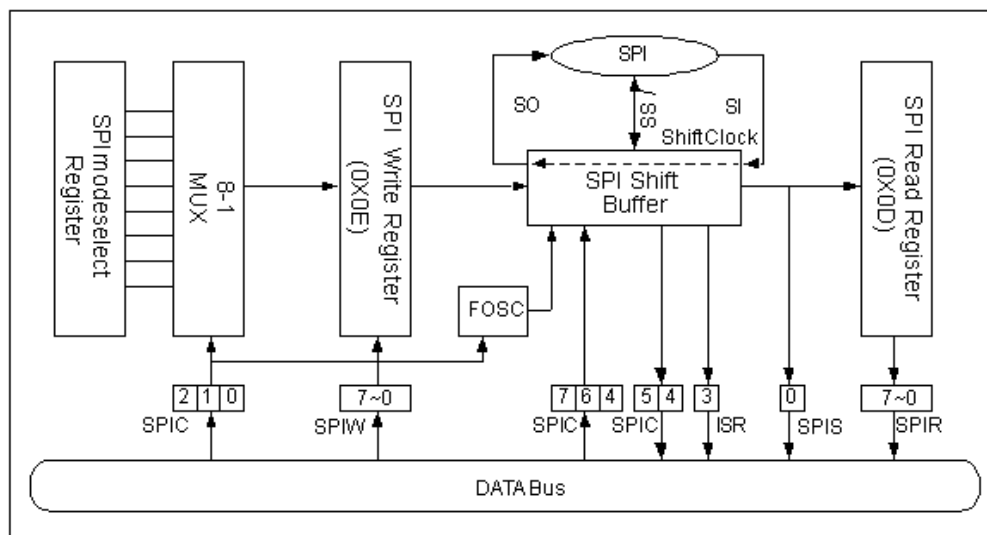 SPI
SO
/SS
SI
ShiftClock
SPImodeselect
Register
8-1
MUX
SPI Write Register
(0X0E)
SPI Shift
Buffer
SPI Read Register
(0X0D)
FOSC
2 1 0
7~0
7 6 4
5 4
3
0
7~0
SPIC
SPIW
SPIC
SPIC
ISR
SPIS
SPIR
DATABus